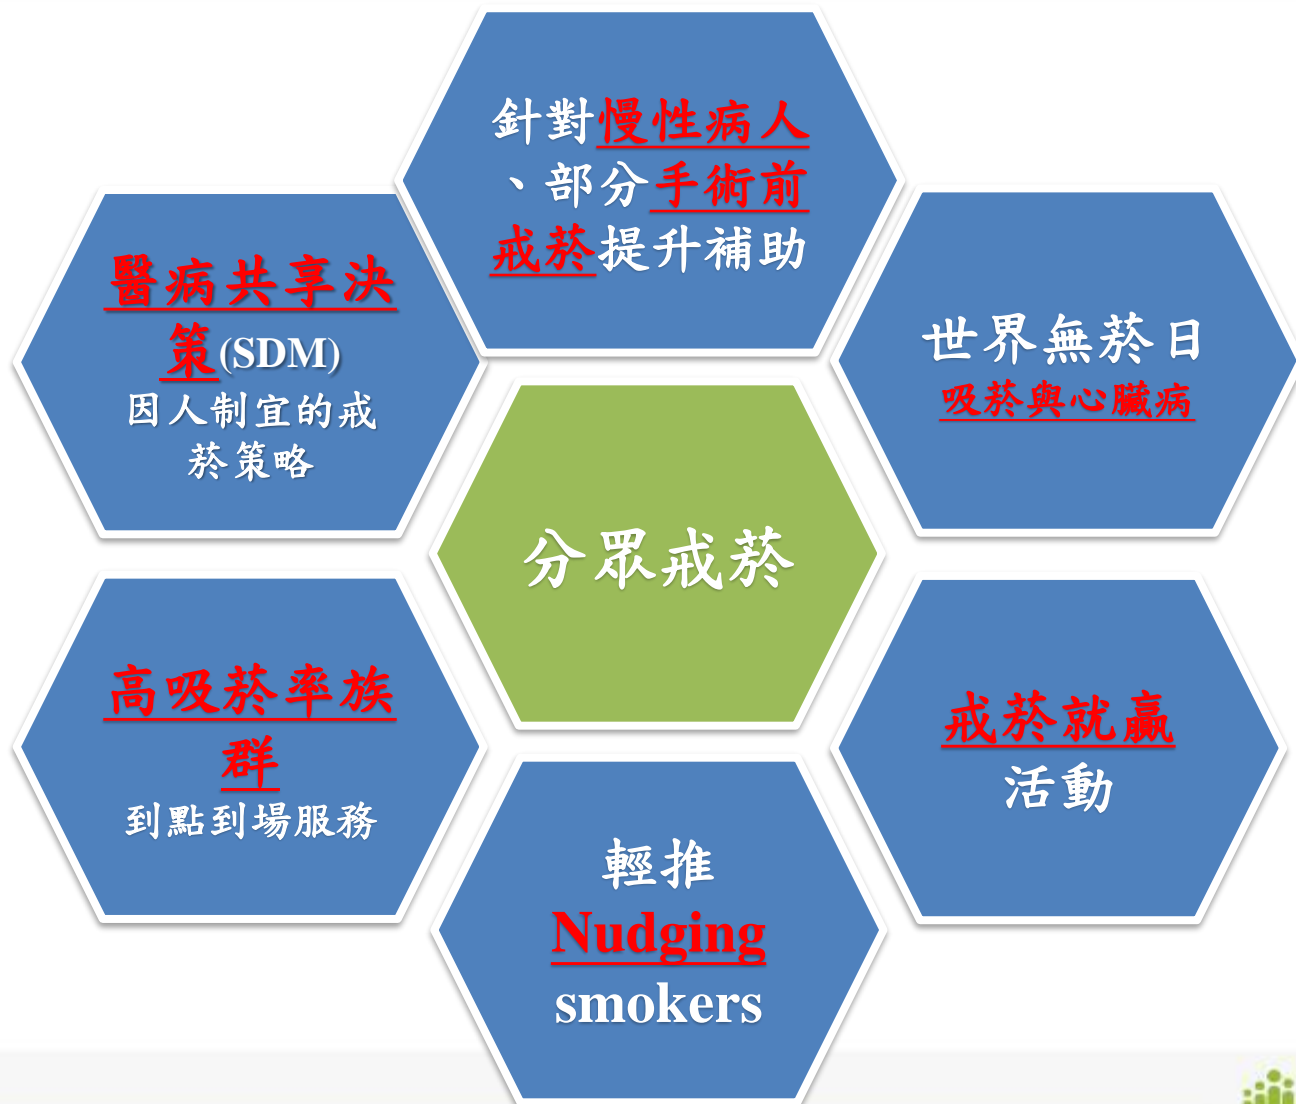 針對慢性病人
、部分手術前
戒菸提升補助
醫病共享決
策(SDM)
因人制宜的戒
菸策略
世界無菸日
吸菸與心臟病
分眾戒菸
高吸菸率族
群
到點到場服務
戒菸就贏
活動
輕推
Nudging
smokers